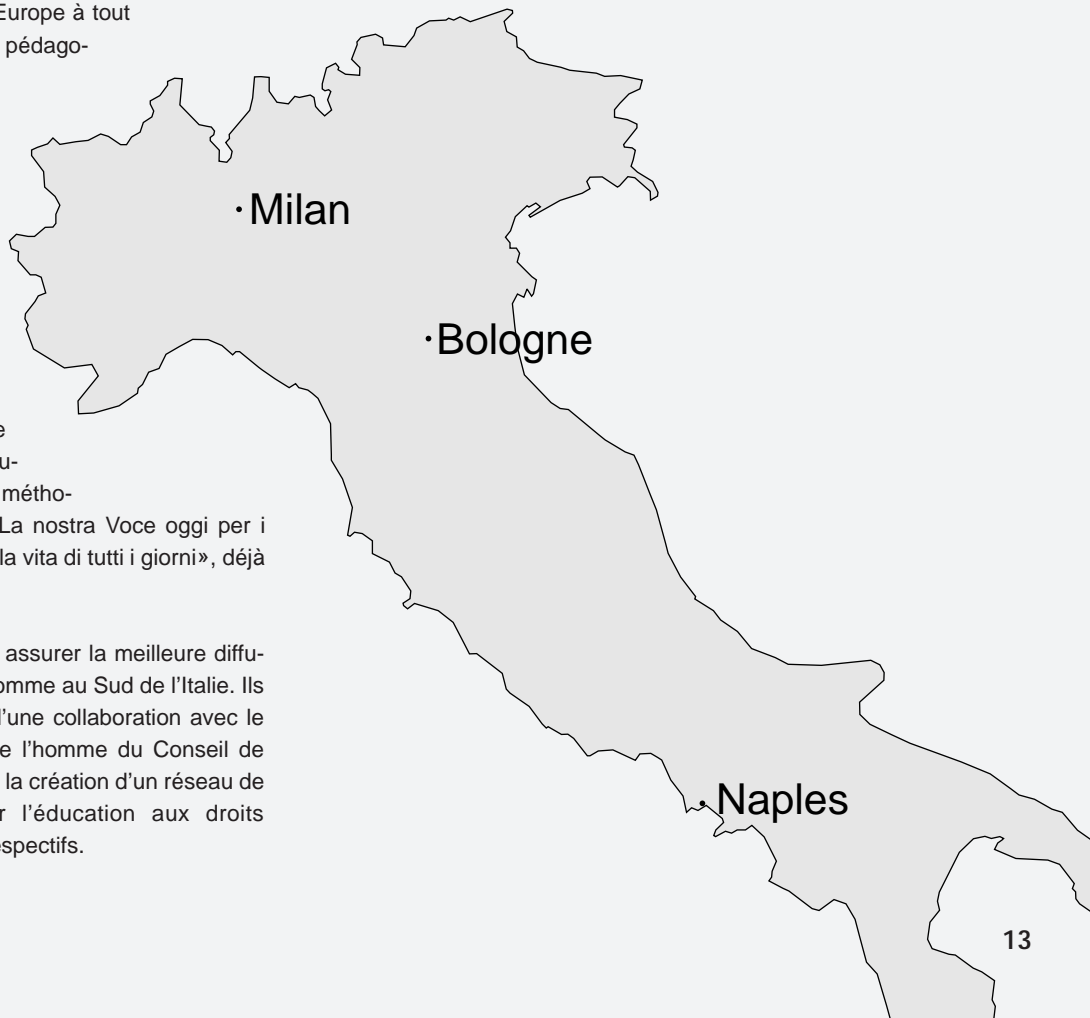 Europe à tout
pédago-
·Milan
·Bologne
e
u-
métho-
La nostra Voce oggi per i
la vita di tutti i giorni», déjà
assurer la meilleure diffu-
omme au Sud de l'Italie. Ils
l'une collaboration avec le
e l'homme du Conseil de
la création d'un réseau de
r l'éducation aux droits
espectifs.
·Naples
13